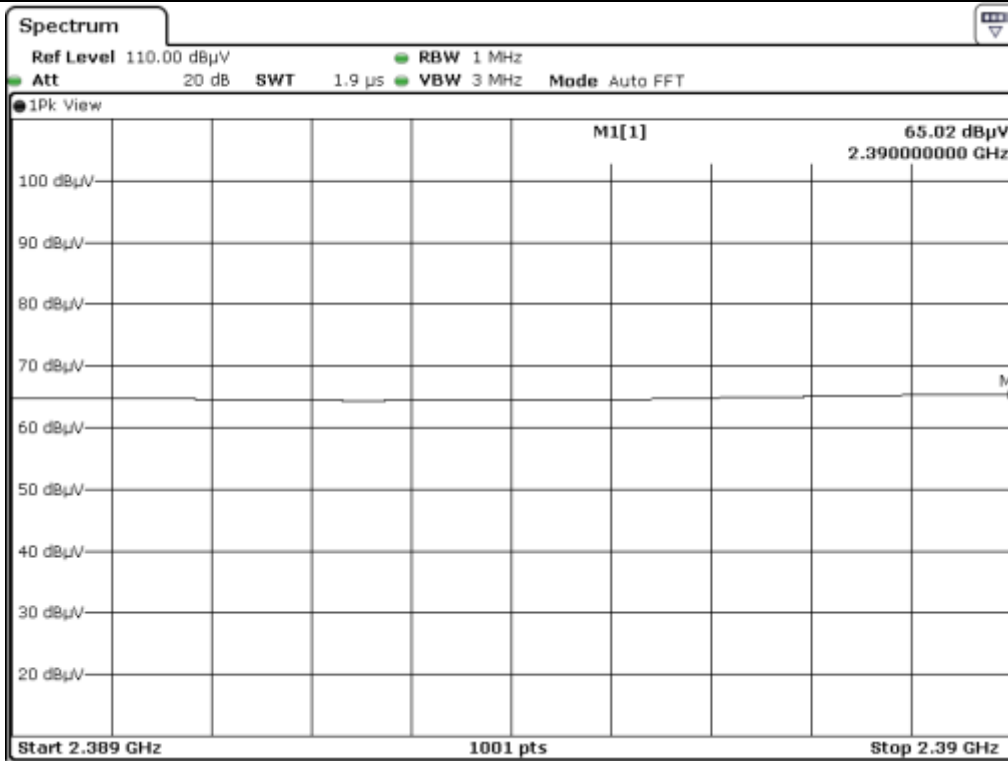 Spectrum
Ref Level 110.00 dBµV RBW 1 MHz
Att 20 dB SWT 1.9 µs VBW 3 MHz Mode Auto FFT
1Pk View
M1[1] 65.02 dBµV
2.390000000 GHz
100 dBµV
90 dBµV
80 dBµV
70 dBµV
M
60 dBµV
50 dBµV
40 dBµV
30 dBµV
20 dBµV
Start 2.389 GHz 1001 pts Stop 2.39 GHz